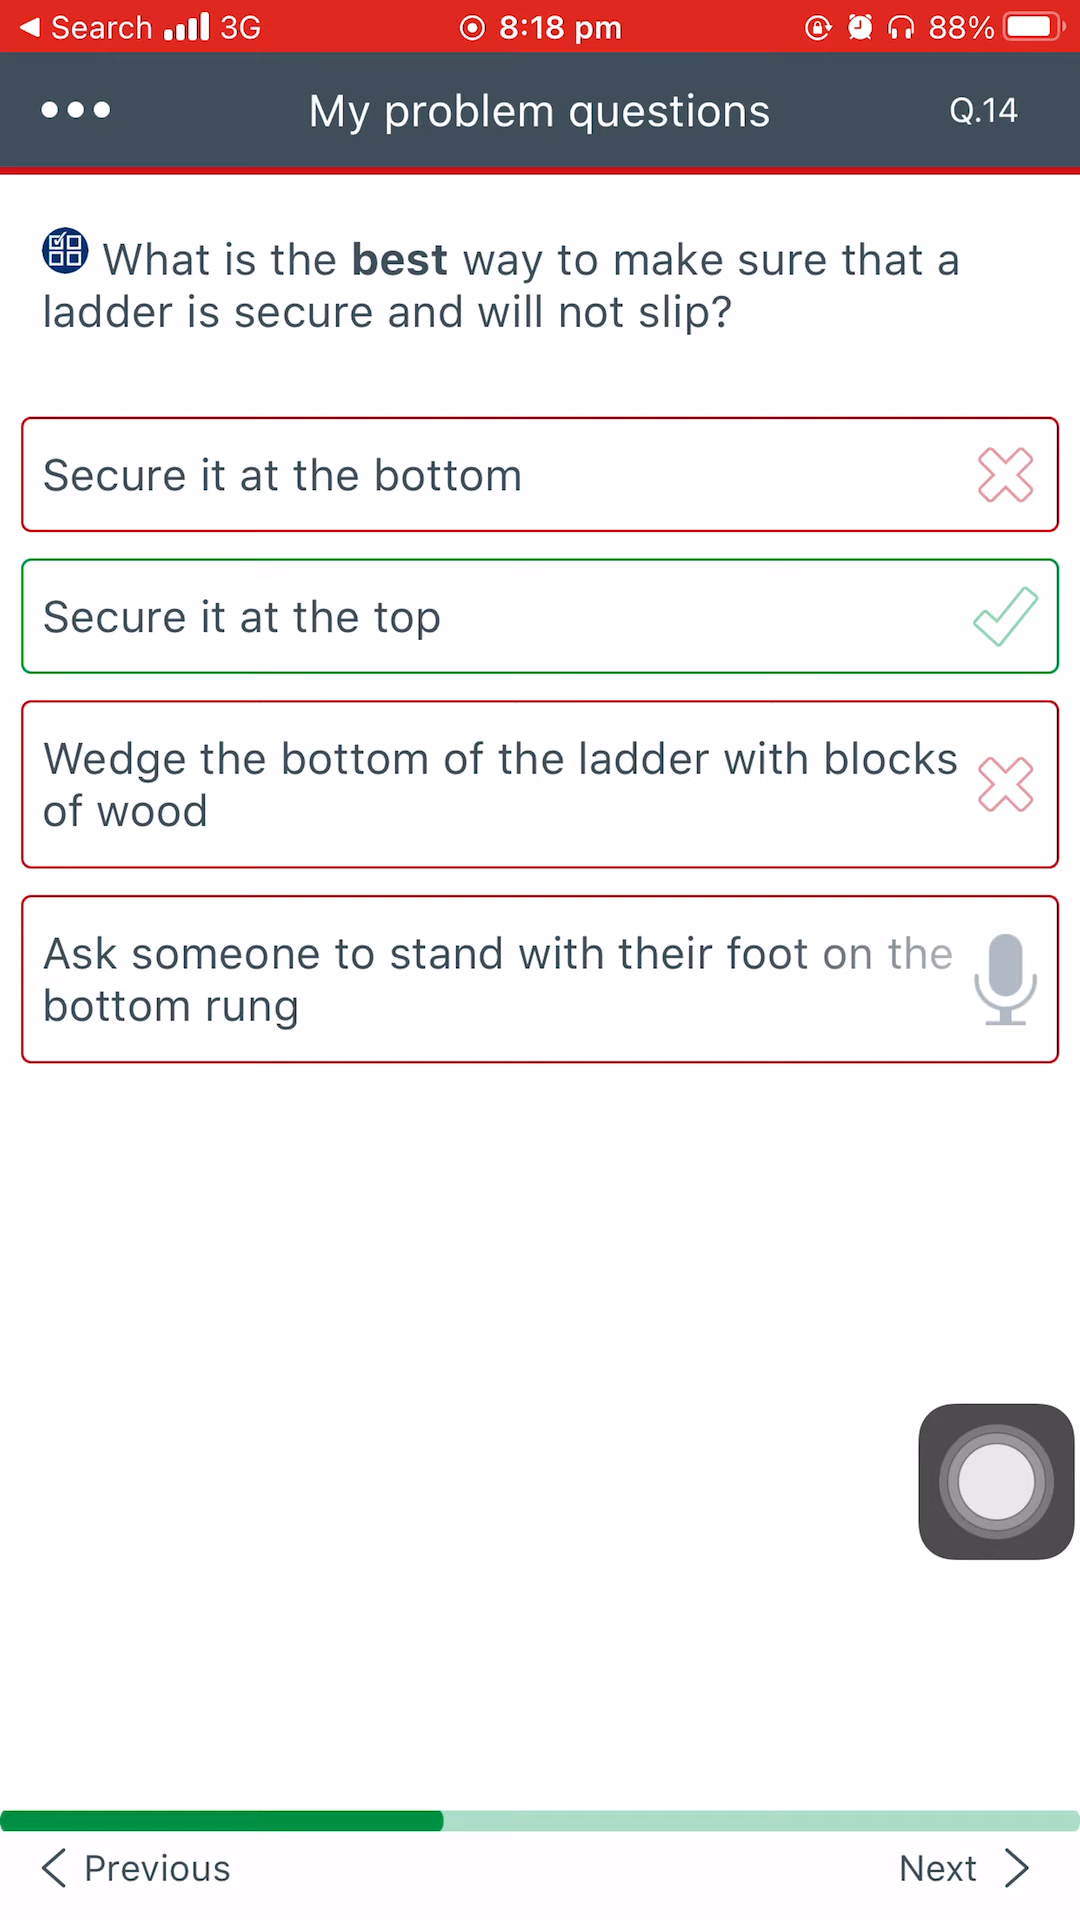 Search 3G 8:18 pm 88%
My problem questions Q.14
What is the best way to make sure that a
ladder is secure and will not slip?
Secure it at the bottom
Secure it at the top
Wedge the bottom of the ladder with blocks
of wood
Ask someone to stand with their foot on the
bottom rung
Previous Next